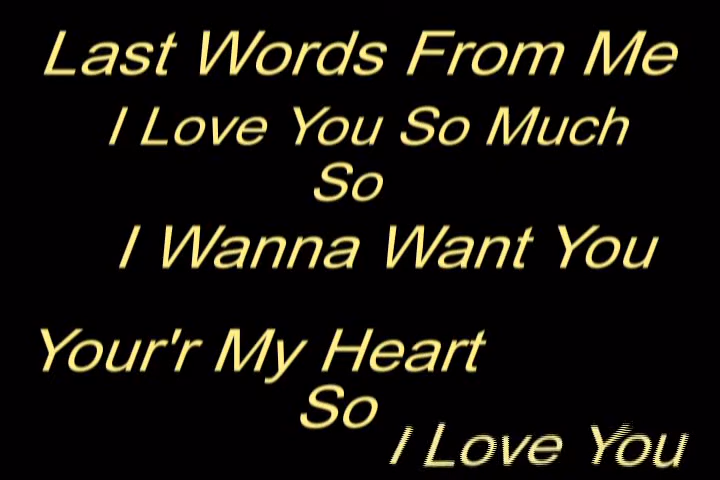 Last Words From Me
I Love You So Much
So
I Wanna Want You
Your'r My Heart
So
I Love You